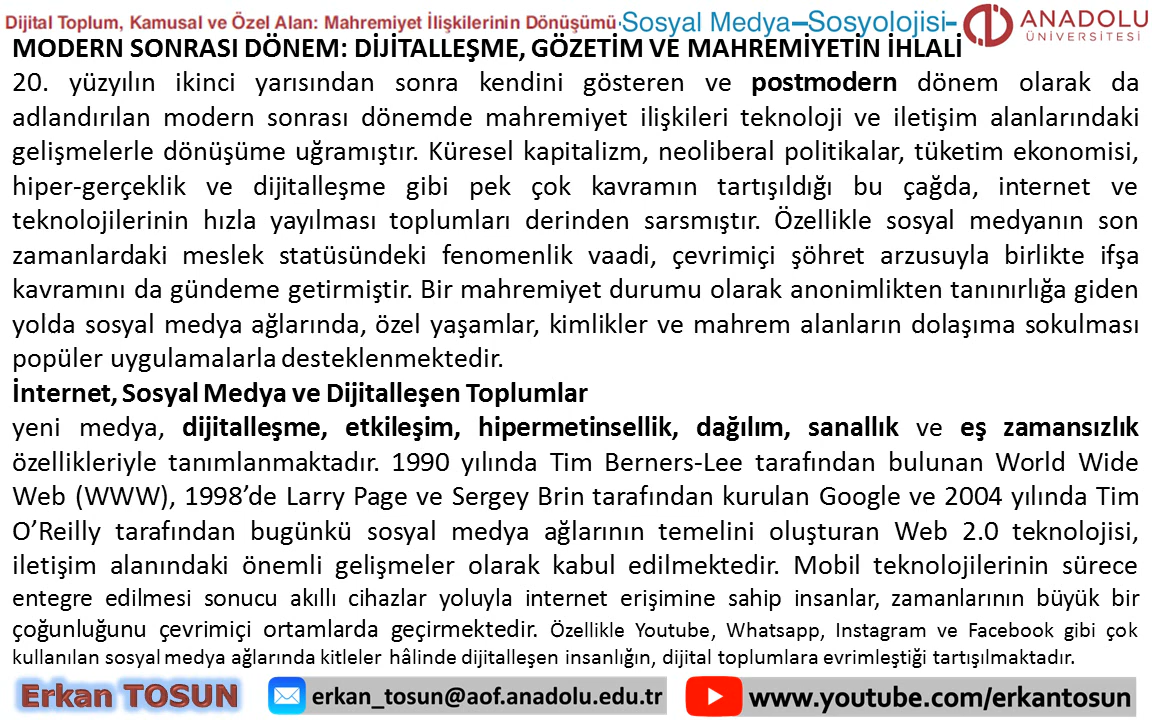 Dijital Toplum, Kamusal ve Özel Alan: Mahremiyet İlişkilerinin Dönüşümü-Sosyal Medya–Sosyolojisi–
ANADOLU
ÜNİVERSİTESİ
MODERN SONRASI DÖNEM: DİJİTALLEŞME, GÖZETİM VE MAHREMİYETİN İHLALİ
20. yüzyılın ikinci yarısından sonra kendini gösteren ve postmodern dönem olarak da
adlandırılan modern sonrası dönemde mahremiyet ilişkileri teknoloji ve iletişim alanlarındaki
gelişmelerle dönüşüme uğramıştır. Küresel kapitalizm, neoliberal politikalar, tüketim ekonomisi,
hiper-gerçeklik ve dijitalleşme gibi pek çok kavramın tartışıldığı bu çağda, internet ve
teknolojilerinin hızla yayılması toplumları derinden sarsmıştır. Özellikle sosyal medyanın son
zamanlardaki meslek statüsündeki fenomenlik vaadi, çevrimiçi şöhret arzusuyla birlikte ifşa
kavramını da gündeme getirmiştir. Bir mahremiyet durumu olarak anonimlikten tanınırlığa giden
yolda sosyal medya ağlarında, özel yaşamlar, kimlikler ve mahrem alanların dolaşıma sokulması
popüler uygulamalarla desteklenmektedir.
İnternet, Sosyal Medya ve Dijitalleşen Toplumlar
yeni medya, dijitalleşme, etkileşim, hipermetinsellik, dağılım, sanallık ve eş zamansızlık
özellikleriyle tanımlanmaktadır. 1990 yılında Tim Berners-Lee tarafından bulunan World Wide
Web (WWW), 1998’de Larry Page ve Sergey Brin tarafından kurulan Google ve 2004 yılında Tim
O’Reilly tarafından bugünkü sosyal medya ağlarının temelini oluşturan Web 2.0 teknolojisi,
iletişim alanındaki önemli gelişmeler olarak kabul edilmektedir. Mobil teknolojilerinin sürece
entegre edilmesi sonucu akıllı cihazlar yoluyla internet erişimine sahip insanlar, zamanlarının büyük bir
çoğunluğunu çevrimiçi ortamlarda geçirmektedir. Özellikle Youtube, Whatsapp, Instagram ve Facebook gibi çok
kullanılan sosyal medya ağlarında kitleler hâlinde dijitalleşen insanlığın, dijital toplumlara evrimleştiği tartışılmaktadır.
Erkan TOSUN
erkan_tosun@aof.anadolu.edu.tr
www.youtube.com/erkantosun